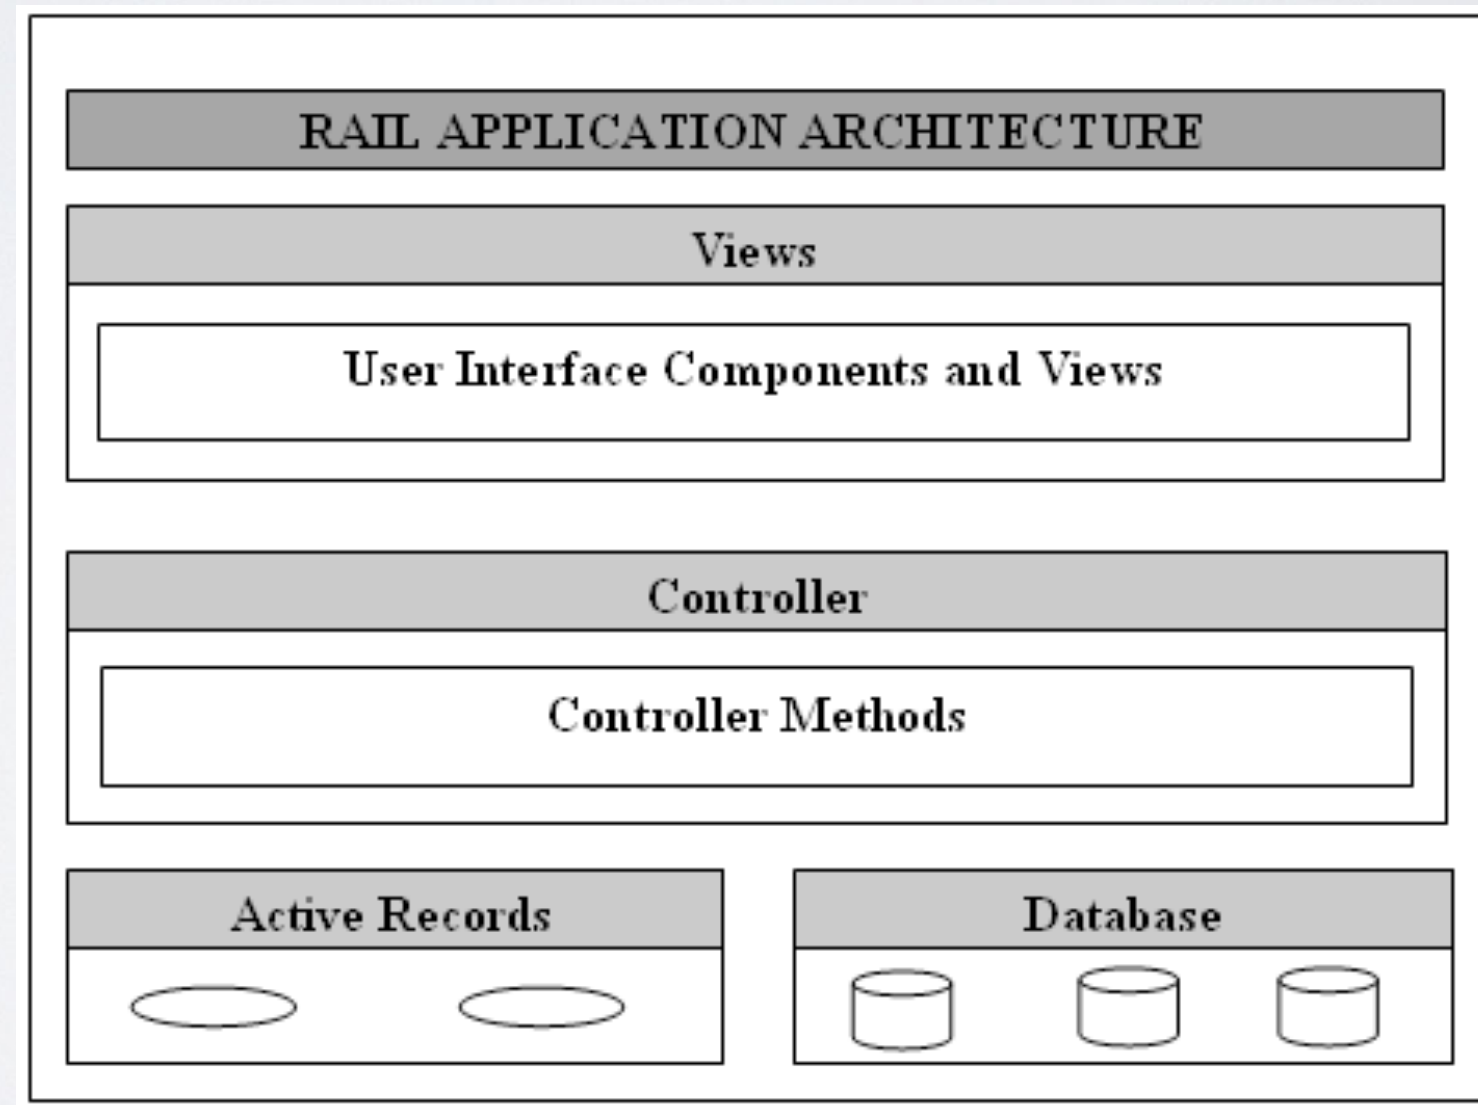 RAIL APPLICATION ARCHITECTURE
Views
User Interface Components and Views
Controller
Controller Methods
Active Records
Database